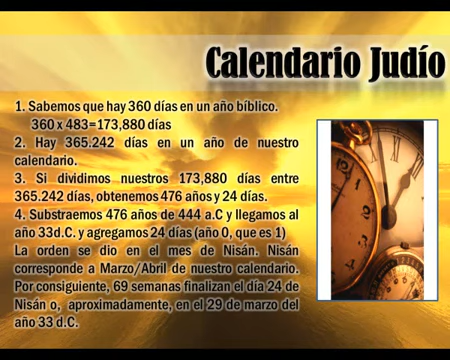 Calendario Judío
1. Sabemos que hay 360 días en un año bíblico.
360 x 483=173,880 días
2. Hay 365.242 días en un año de nuestro
calendario.
3. Si dividimos nuestros 173,880 días entre
365.242 días, obtenemos 476 años y 24 días.
4. Substraemos 476 años de 444 a.C y llegamos al
año 33d.C. y agregamos 24 días (año 0, que es 1)
La orden se dio en el mes de Nisán. Nisán
corresponde a Marzo/Abril de nuestro calendario.
Por consiguiente, 69 semanas finalizan el día 24 de
Nisán o, aproximadamente, en el 29 de marzo del
año 33 d.C.